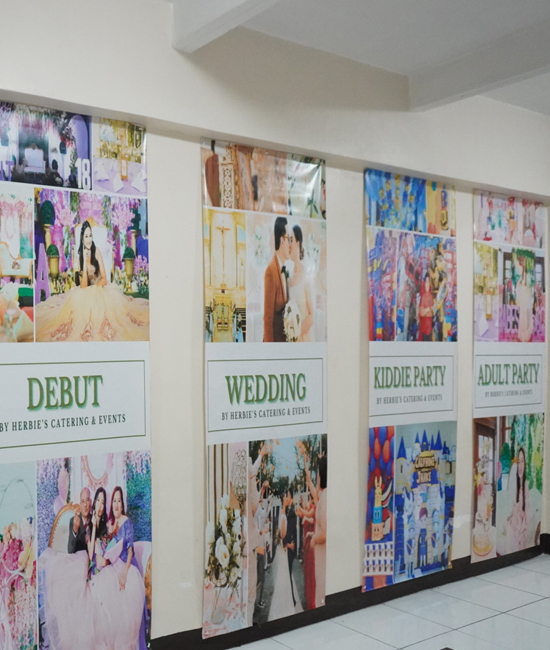 18
DEBUT
BY HERBIE'S CATERING & EVENTS
WEDDING
BY HERBIE'S CATERING & EVENTS
KIDDIE PARTY
BY HERBIE'S CATERING & EVENTS
ADULT PARTY
BY HERBIE'S CATERING & EVENTS